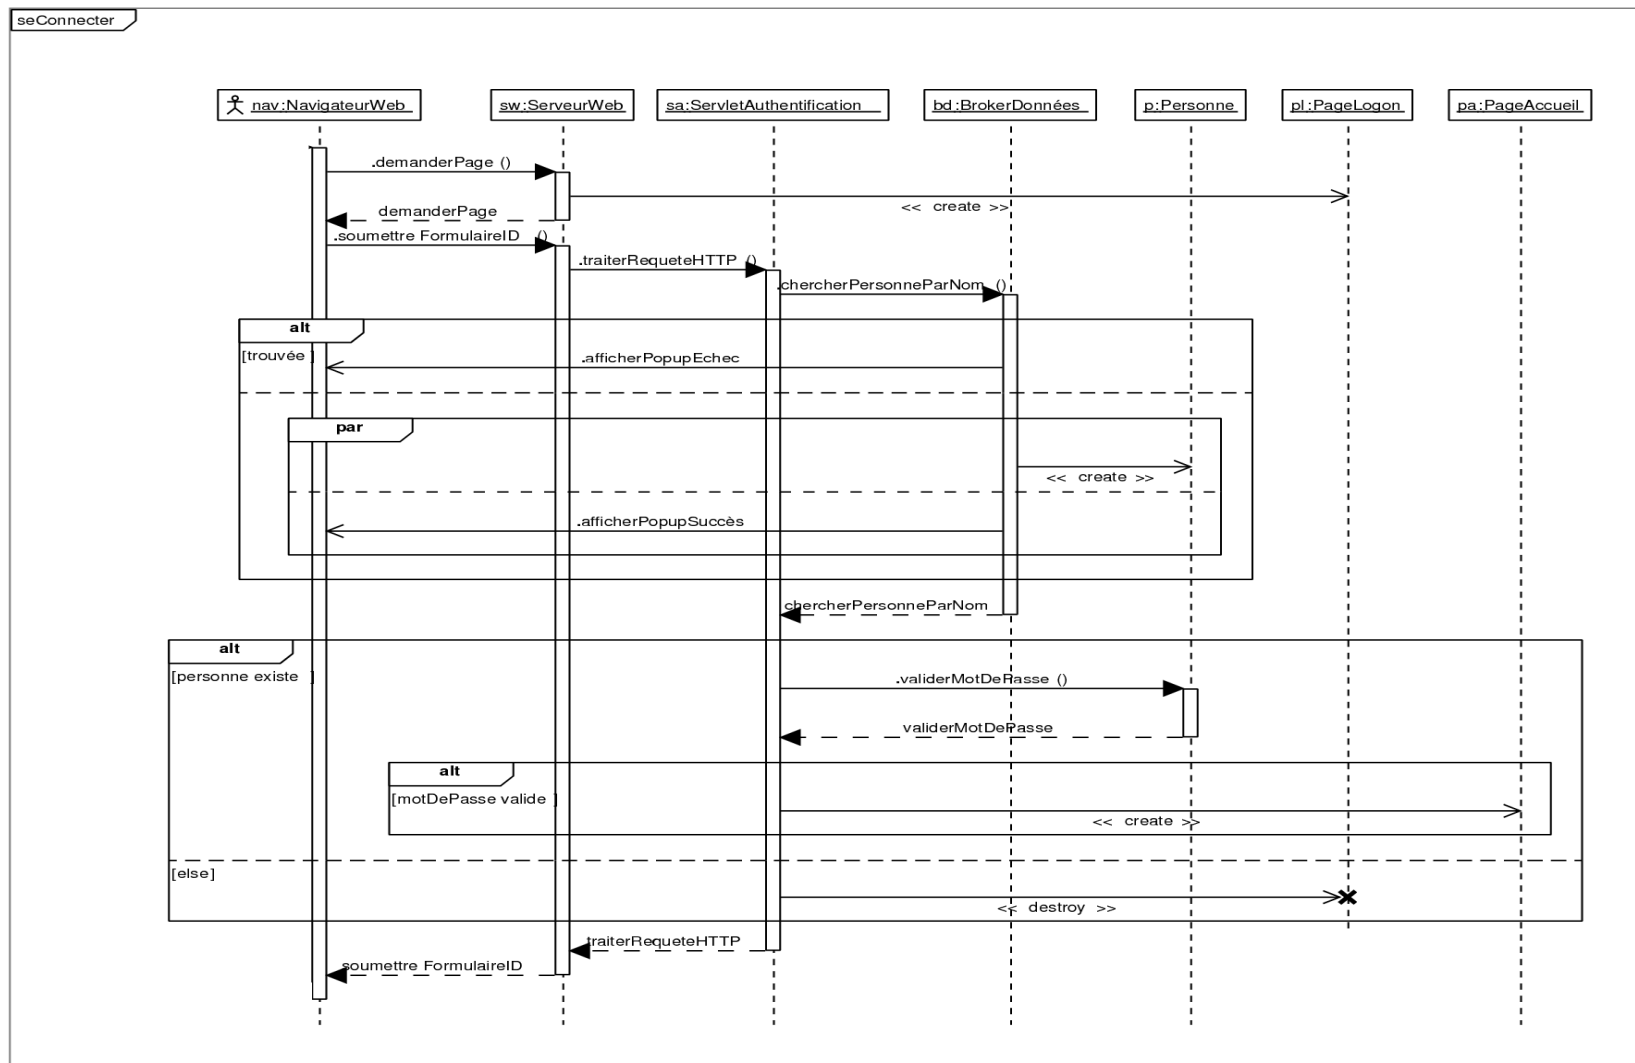 seConnecter
nav:NavigateurWeb
sw:ServeurWeb
sa:ServletAuthentification
bd:BrokerDonnées
p:Personne
pl:PageLogon
pa:PageAccueil
.demanderPage ()
<< create >>
demanderPage
.soumettre FormulaireID ()
.traiterRequeteHTTP ()
.chercherPersonneParNom ()
alt
[trouvée ]
.afficherPopupEchec
par
<< create >>
.afficherPopupSuccès
chercherPersonneParNom
alt
[personne existe ]
.validerMotDePasse ()
validerMotDePasse
alt
[motDePasse valide ]
<< create >>
[else]
<< destroy >>
traiterRequeteHTTP
soumettre FormulaireID